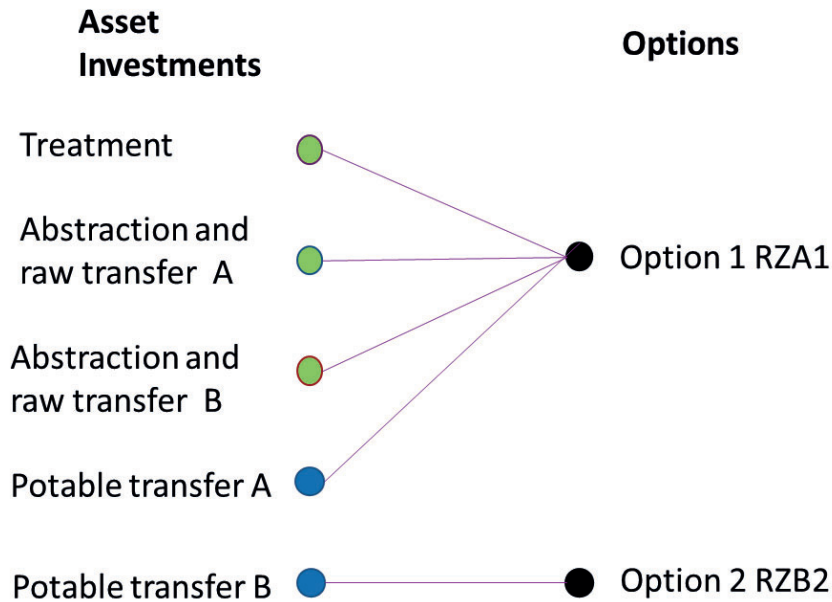 Asset
Investments
Options
Treatment
Abstraction and
raw transfer A
Option 1 RZA1
Abstraction and
raw transfer B
Potable transfer A
Potable transfer B
Option 2 RZB2